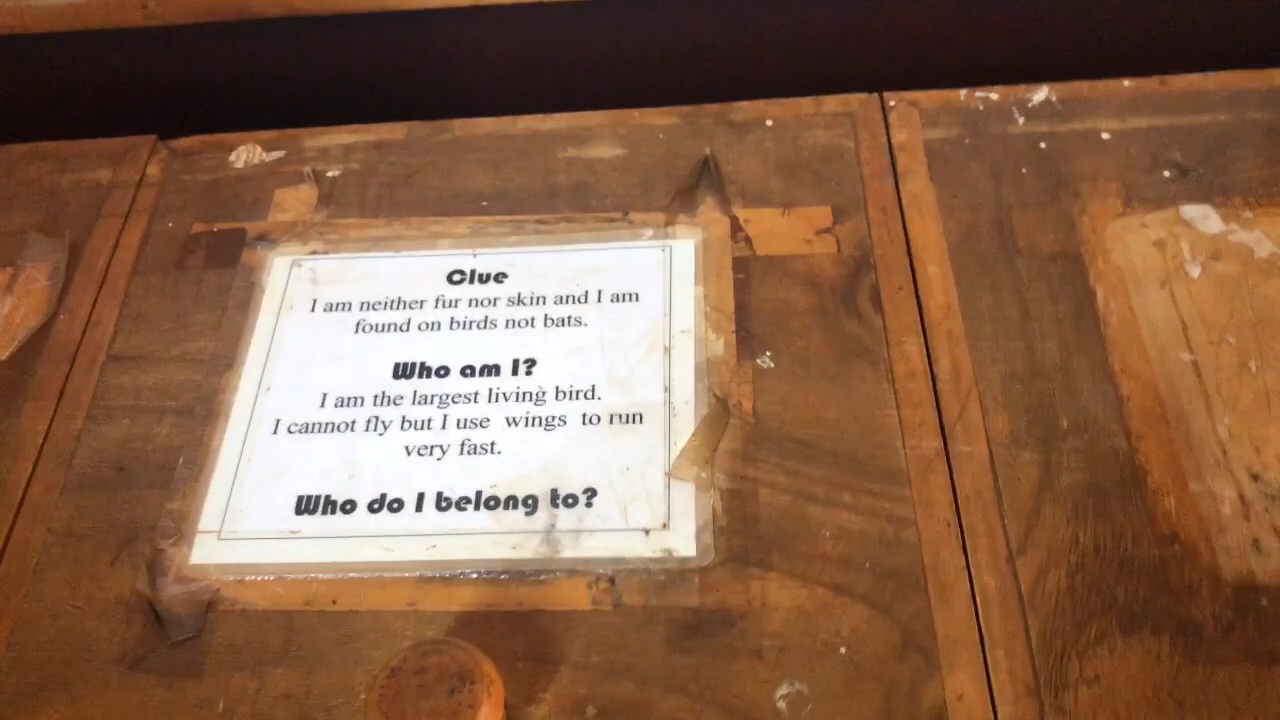 Clue
I am neither fur nor skin and I am
found on birds not bats.
Who am I?
I am the largest living bird.
I cannot fly but I use wings to run
very fast.
Who do I belong to?